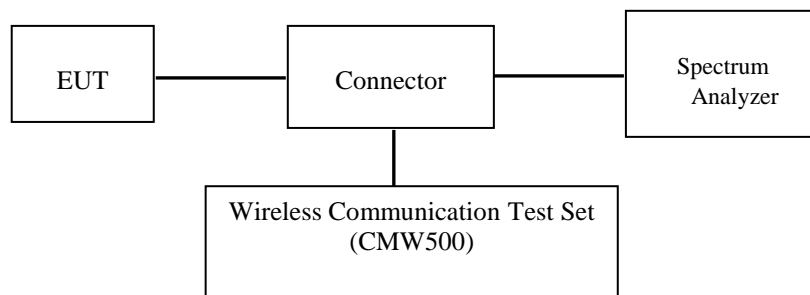 EUT
Connector
Spectrum
Analyzer
Wireless Communication Test Set
(CMW500)